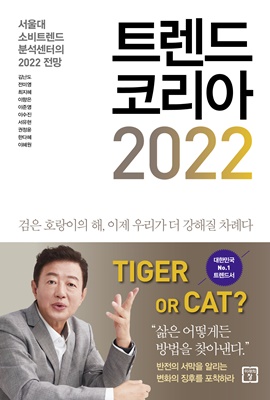 서울대
소비트렌드
분석센터의
2022 전망
김난도
전미영
최지혜
이향은
이준영
이수진
서유현
권정윤
한다혜
이혜원
트렌드
코리아
2022
검은 호랑이의 해, 이제 우리가 더 강해질 차례다
TIGER
OR CAT?
대한민국
No.1
트렌드서
“삶은 어떻게든
방법을 찾아낸다.”
반전의 서막을 알리는
변화의 징후를 포착하라